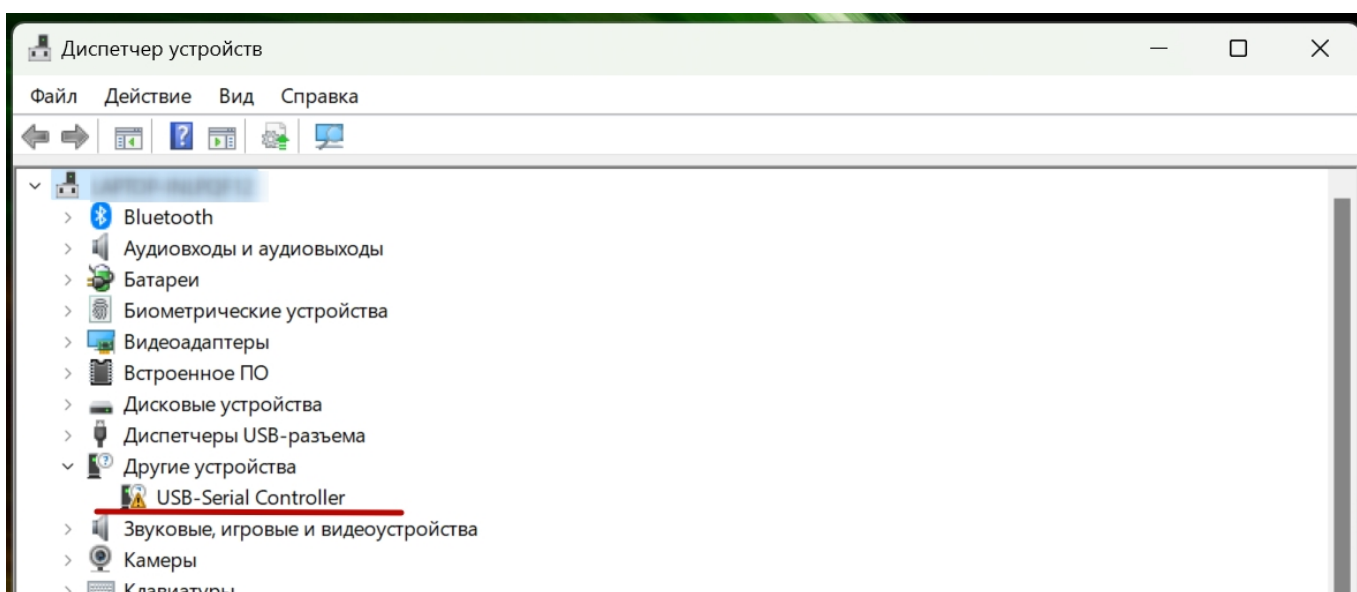 Диспетчер устройств
Файл Действие Вид Справка
Bluetooth
Аудиовходы и аудиовыходы
Батареи
Биометрические устройства
Видеоадаптеры
Встроенное ПО
Дисковые устройства
Диспетчеры USB-разъема
Другие устройства
USB-Serial Controller
Звуковые, игровые и видеоустройства
Камеры
Клавиатуры